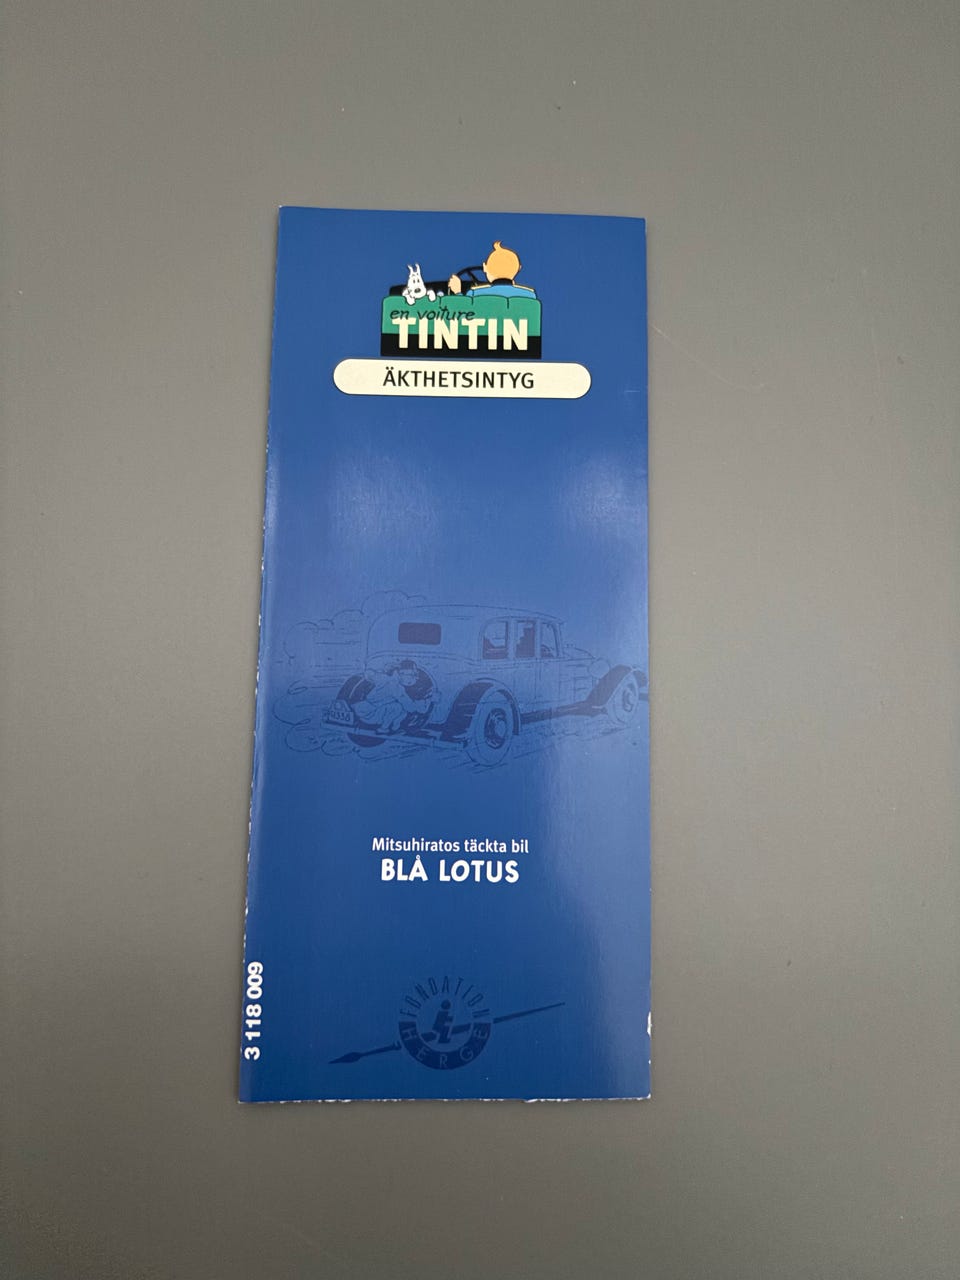 en voiture
TINTIN
ÄKTHETSINTYG
Mitsuhiratos täckta bil
BLÅ LOTUS
3 118 009
FONDATION
HERGÉ